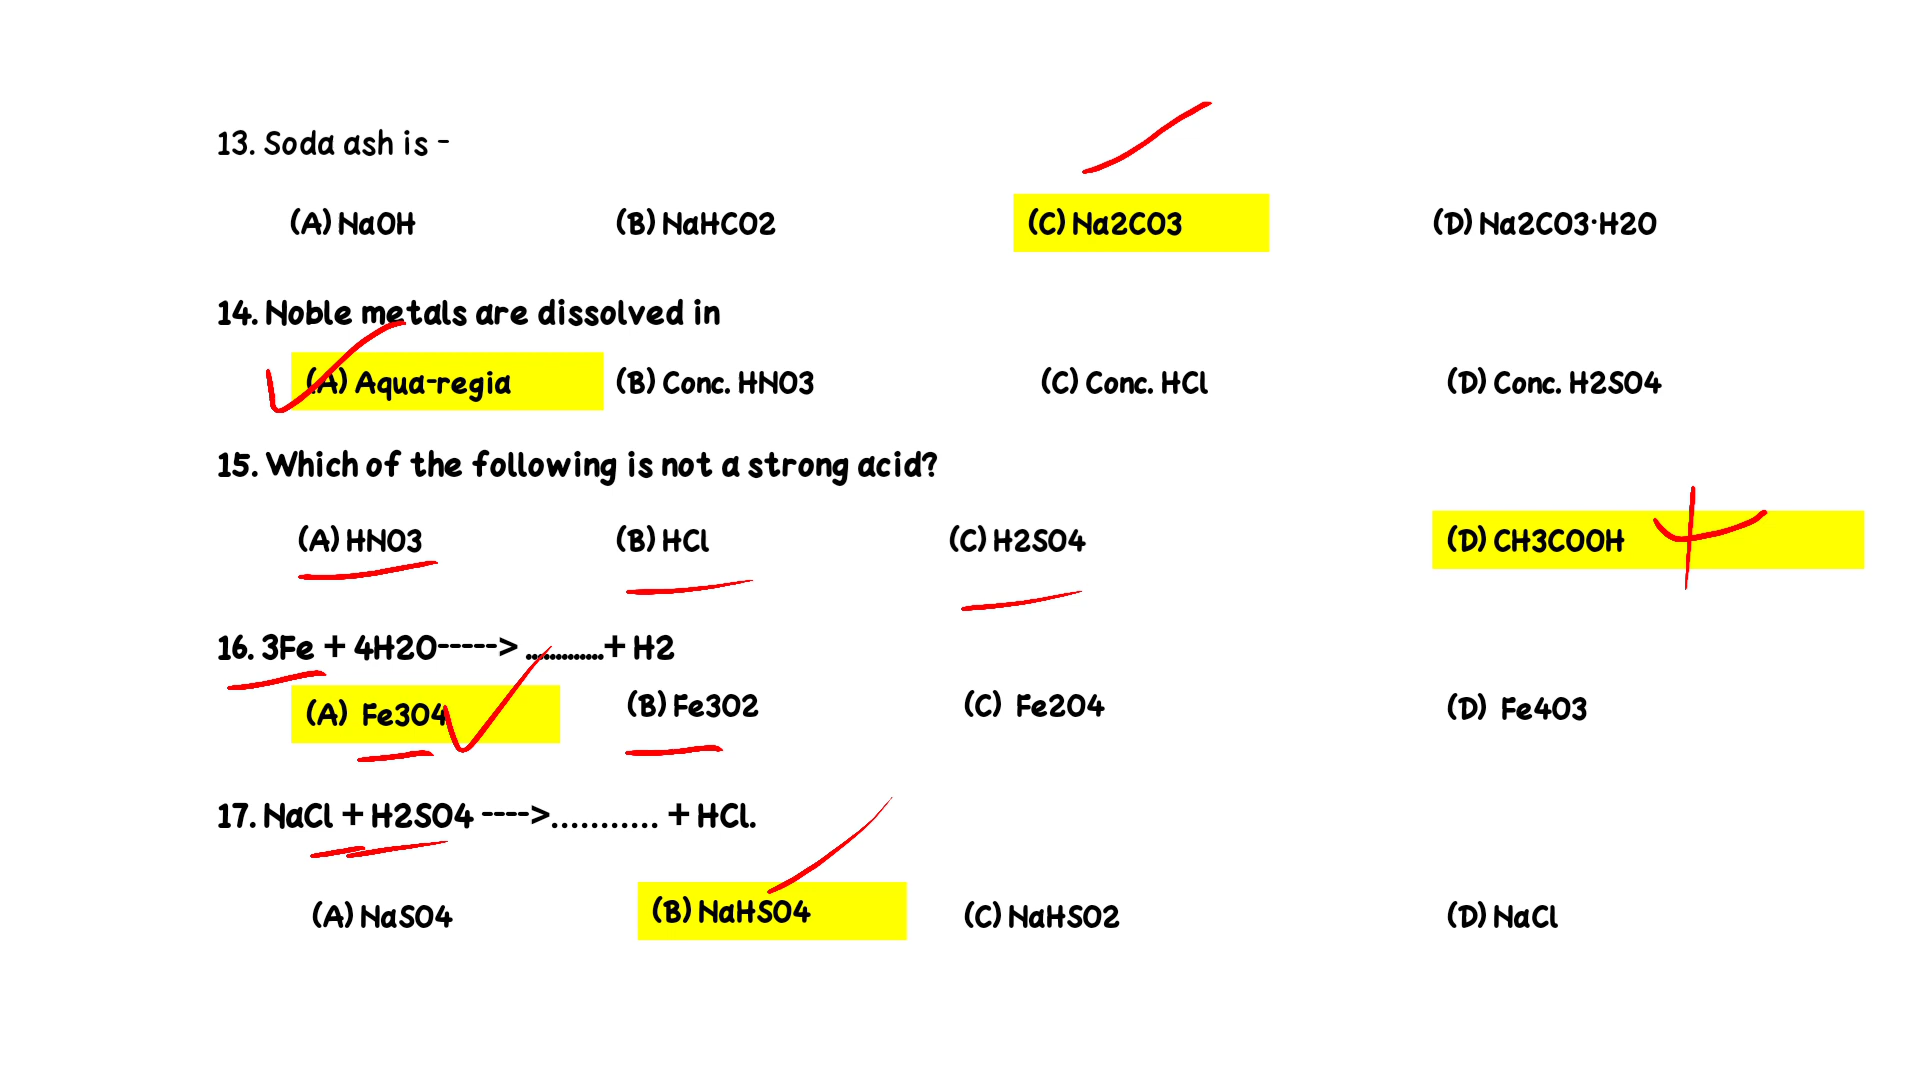 13. Soda ash is -
(A) NaOH (B) NaHCO2 (C) Na2CO3 (D) Na2CO3·H2O
14. Noble metals are dissolved in
(A) Aqua-regia (B) Conc. HNO3 (C) Conc. HCl (D) Conc. H2SO4
15. Which of the following is not a strong acid?
(A) HNO3 (B) HCl (C) H2SO4 (D) CH3COOH
16. 3Fe + 4H2O-----> .............+ H2
(A) Fe3O4 (B) Fe3O2 (C) Fe2O4 (D) Fe4O3
17. NaCl + H2SO4 ---->........... + HCl.
(A) NaSO4 (B) NaHSO4 (C) NaHSO2 (D) NaCl